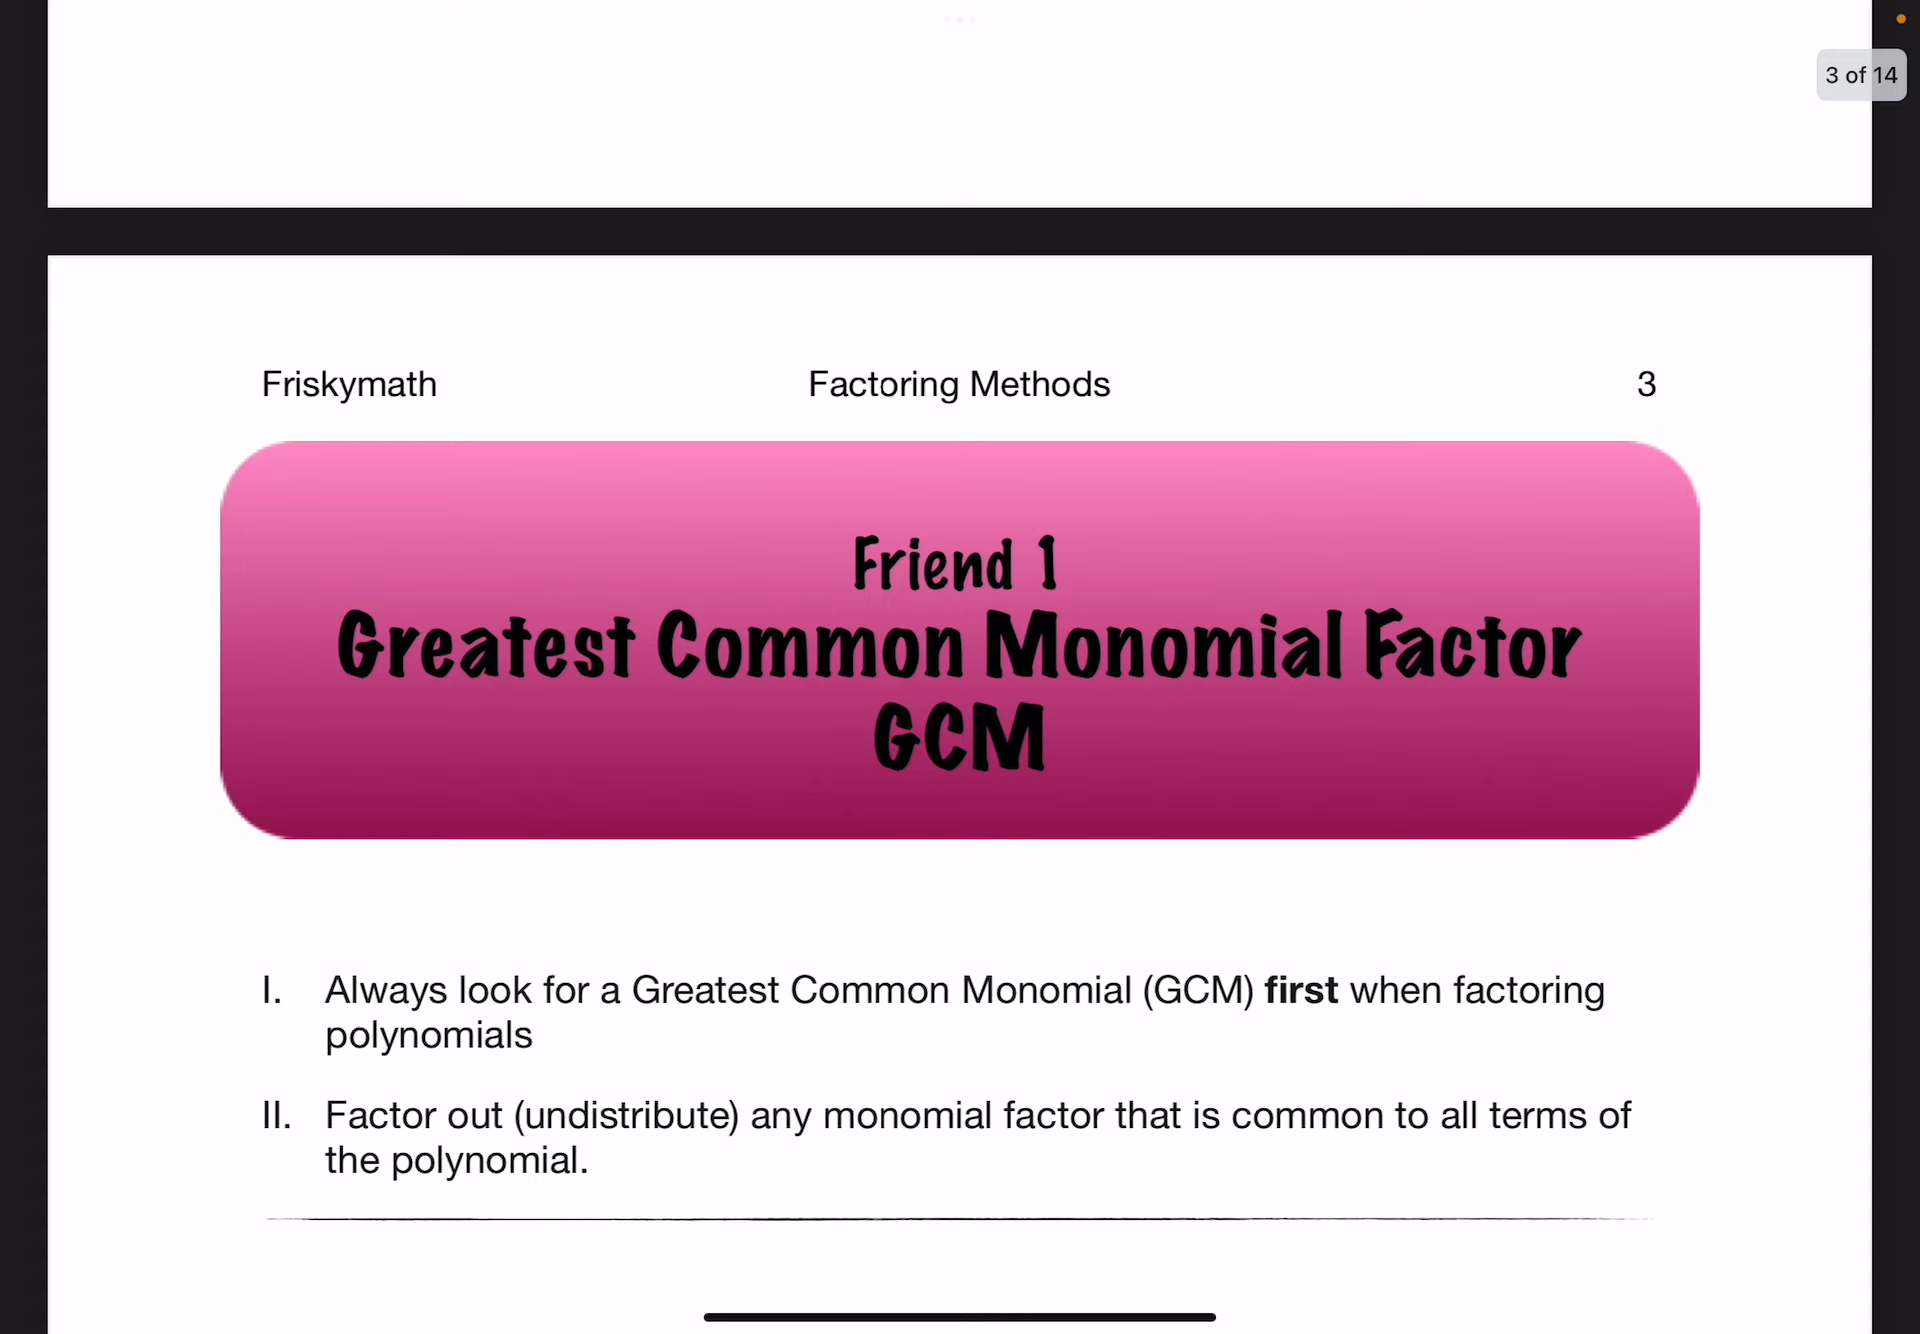 3 of 14
Friskymath Factoring Methods 3
Friend 1
Greatest Common Monomial Factor
GCM
I. Always look for a Greatest Common Monomial (GCM) first when factoring
polynomials
II. Factor out (undistribute) any monomial factor that is common to all terms of
the polynomial.